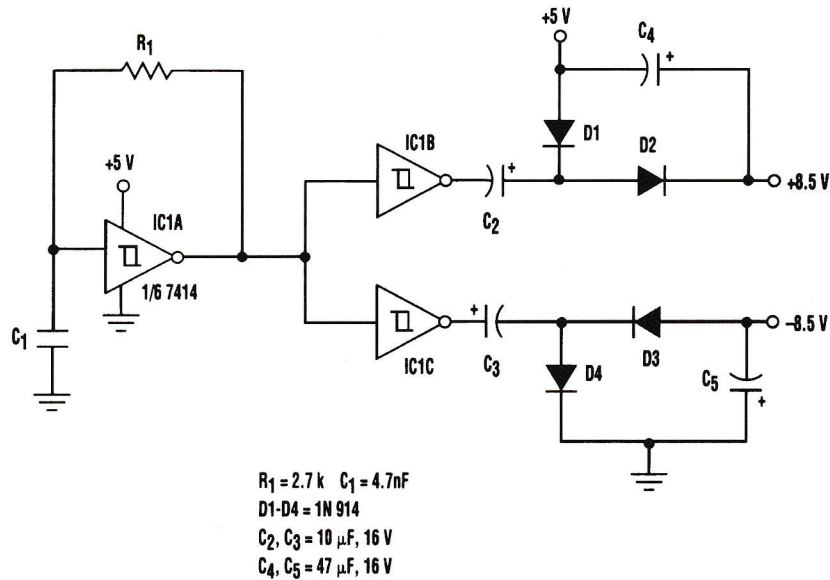 +5 V
C4
R1
IC1B
D1
D2
+5 V
+
+
+8.5 V
IC1A
C2
1/6 7414
C1
+
–8.5 V
IC1C
C3
D4
D3
C5
+
R1 = 2.7 k C1 = 4.7nF
D1-D4 = 1N 914
C2, C3 = 10 μF, 16 V
C4, C5 = 47 μF, 16 V